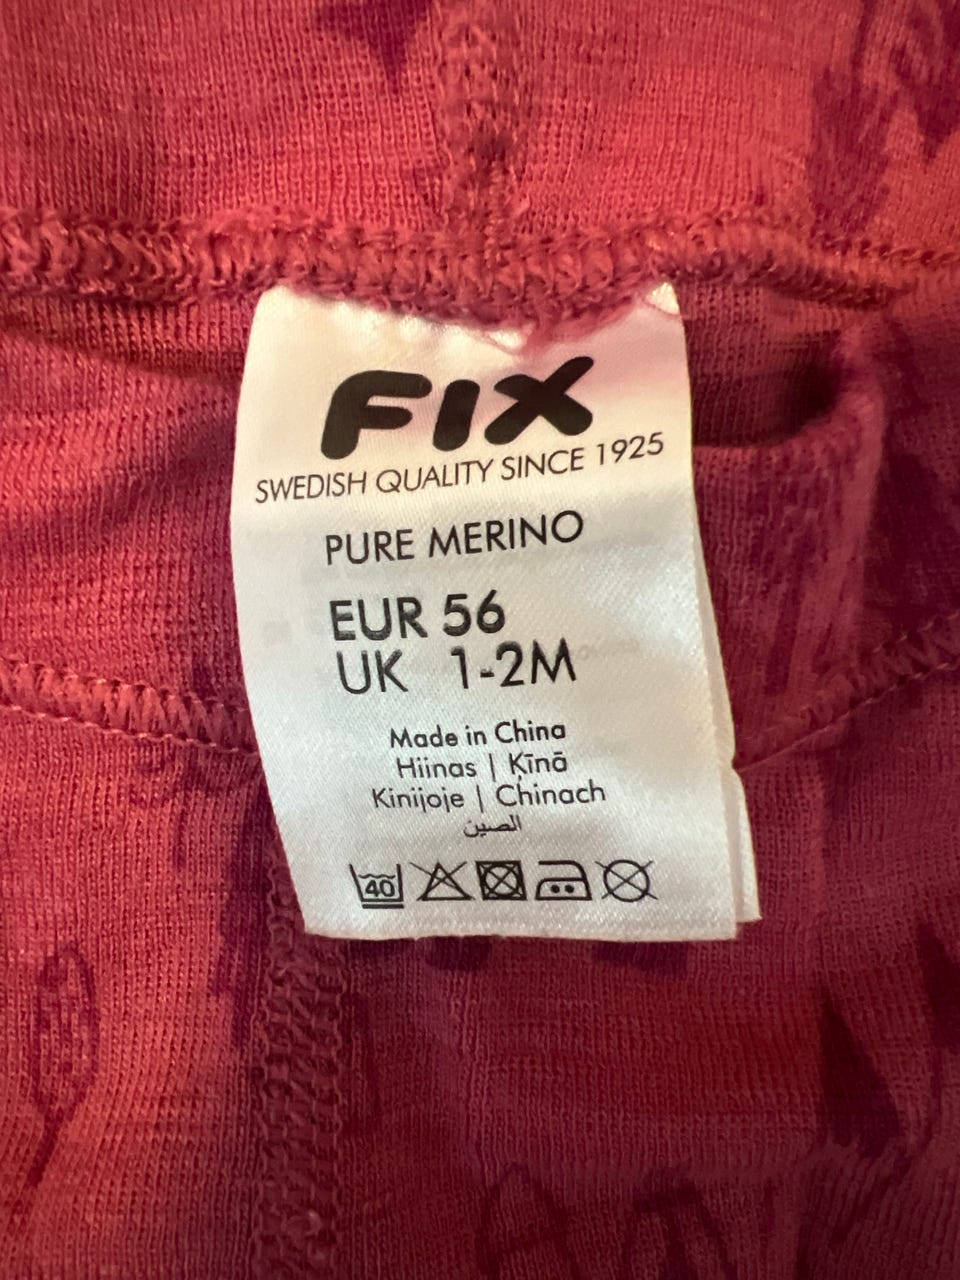 FIX
SWEDISH QUALITY SINCE 1925
PURE MERINO
EUR 56
UK 1-2M
Made in China
Hiinas | Ķīnā
Kinijoje | Chinach
الصين
40